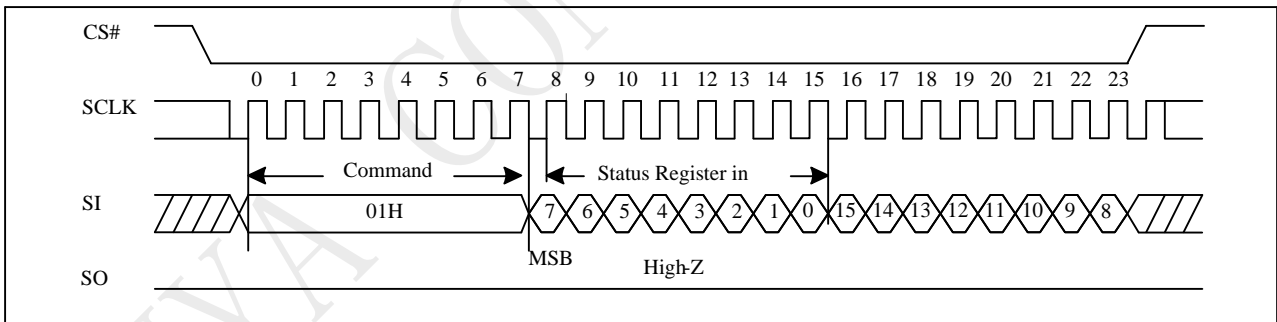 CS#
0 1 2 3 4 5 6 7 8 9 10 11 12 13 14 15 16 17 18 19 20 21 22 23
SCLK
Command Status Register in
SI 01H 7 6 5 4 3 2 1 0 15 14 13 12 11 10 9 8
MSB High-Z
SO